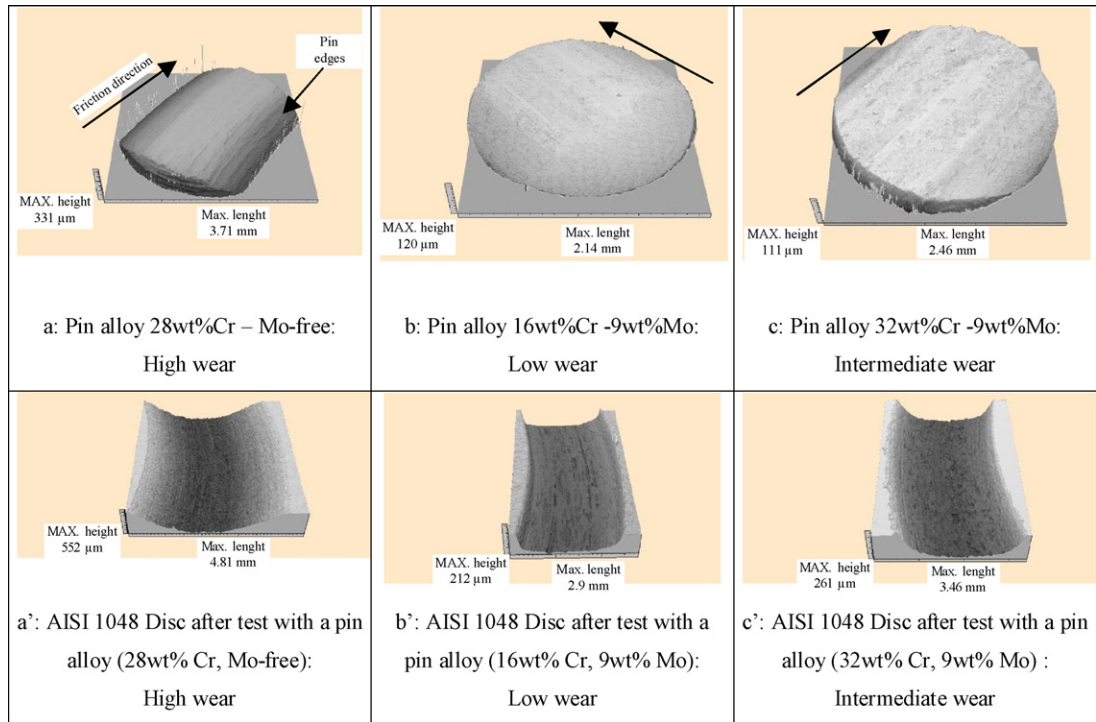 Friction direction
Pin
edges
MAX. height
331 µm
Max. lenght
3.71 mm
MAX. height
120 µm
Max. lenght
2.14 mm
MAX. height
111 µm
Max. lenght
2.46 mm
a: Pin alloy 28wt%Cr – Mo-free:
High wear
b: Pin alloy 16wt%Cr -9wt%Mo:
Low wear
c: Pin alloy 32wt%Cr -9wt%Mo:
Intermediate wear
MAX. height
552 µm
Max. lenght
4.81 mm
MAX. height
212 µm
Max. lenght
2.9 mm
MAX. height
261 µm
Max. lenght
3.46 mm
a’: AISI 1048 Disc after test with a pin
alloy (28wt% Cr, Mo-free):
High wear
b’: AISI 1048 Disc after test with a
pin alloy (16wt% Cr, 9wt% Mo):
Low wear
c’: AISI 1048 Disc after test with a pin
alloy (32wt% Cr, 9wt% Mo) :
Intermediate wear